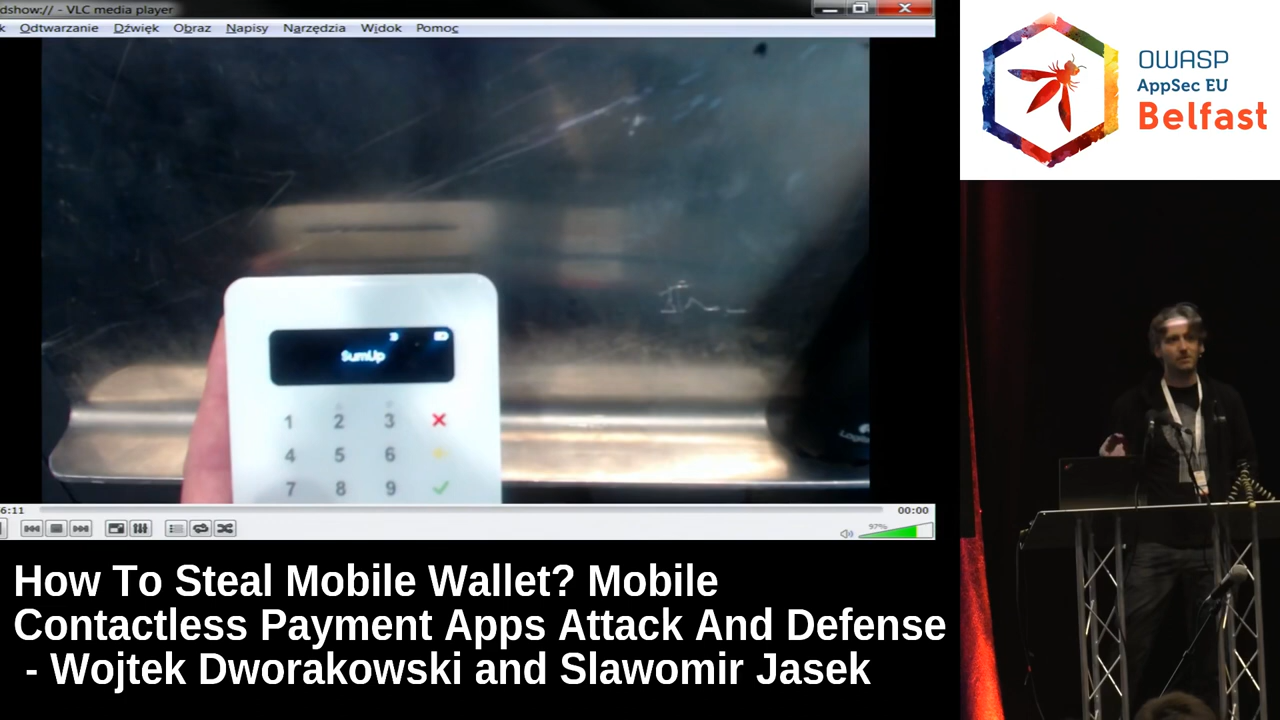 dshow:// - VLC media player
k Odtwarzanie Dźwięk Obraz Napisy Narzędzia Widok Pomoc
OWASP
AppSec EU
Belfast
SumUp
1 2 3
4 5 6
7 8 9
6:11
00:00
97%
How To Steal Mobile Wallet? Mobile
Contactless Payment Apps Attack And Defense
- Wojtek Dworakowski and Slawomir Jasek